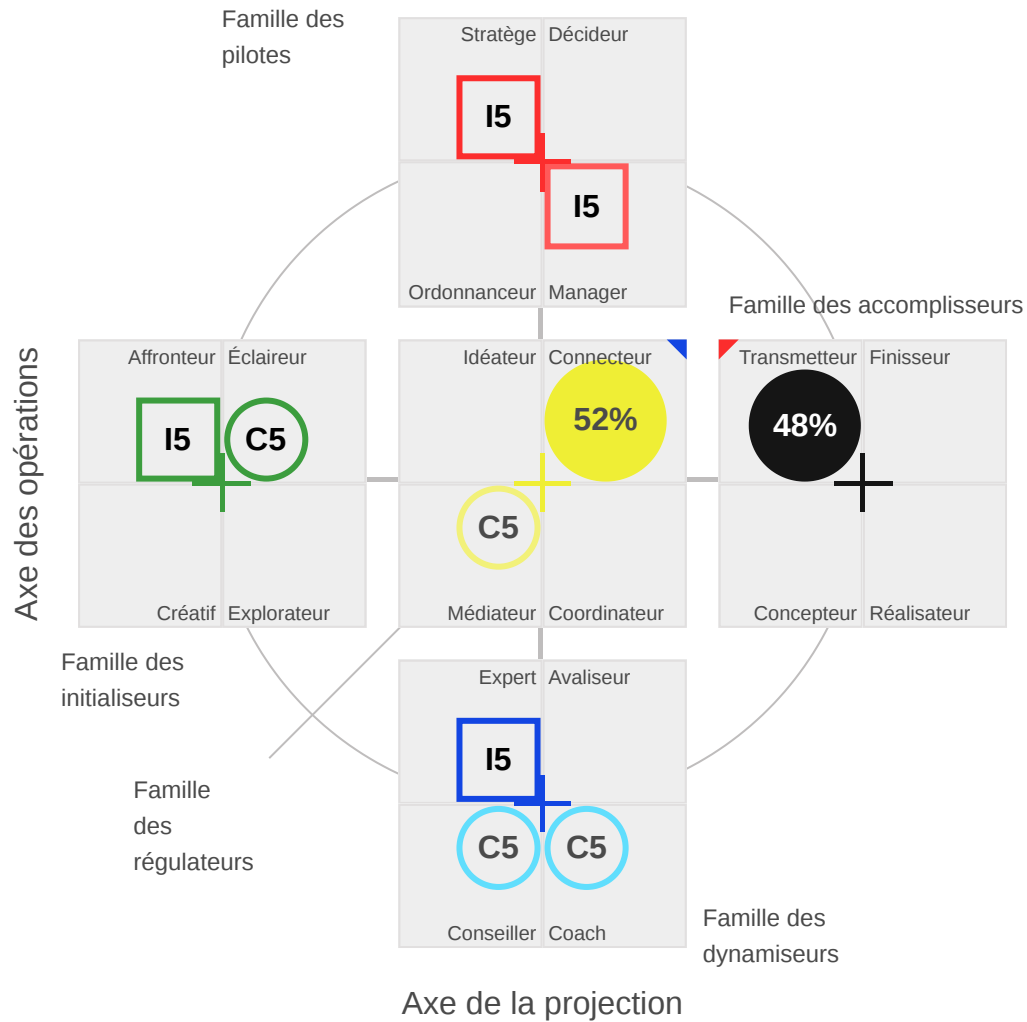 Famille des
pilotes
Stratège
Décideur
I5
I5
Ordonnanceur
Manager
Famille des accomplisseurs
Axe des opérations
Affronteur
Éclaireur
I5
C5
Créatif
Explorateur
Idéateur
Connecteur
52%
C5
Médiateur
Coordinateur
Transmetteur
Finisseur
48%
Concepteur
Réalisateur
Famille des
initialiseurs
Famille
des
régulateurs
Expert
Avaliseur
I5
C5
C5
Conseiller
Coach
Famille des
dynamiseurs
Axe de la projection